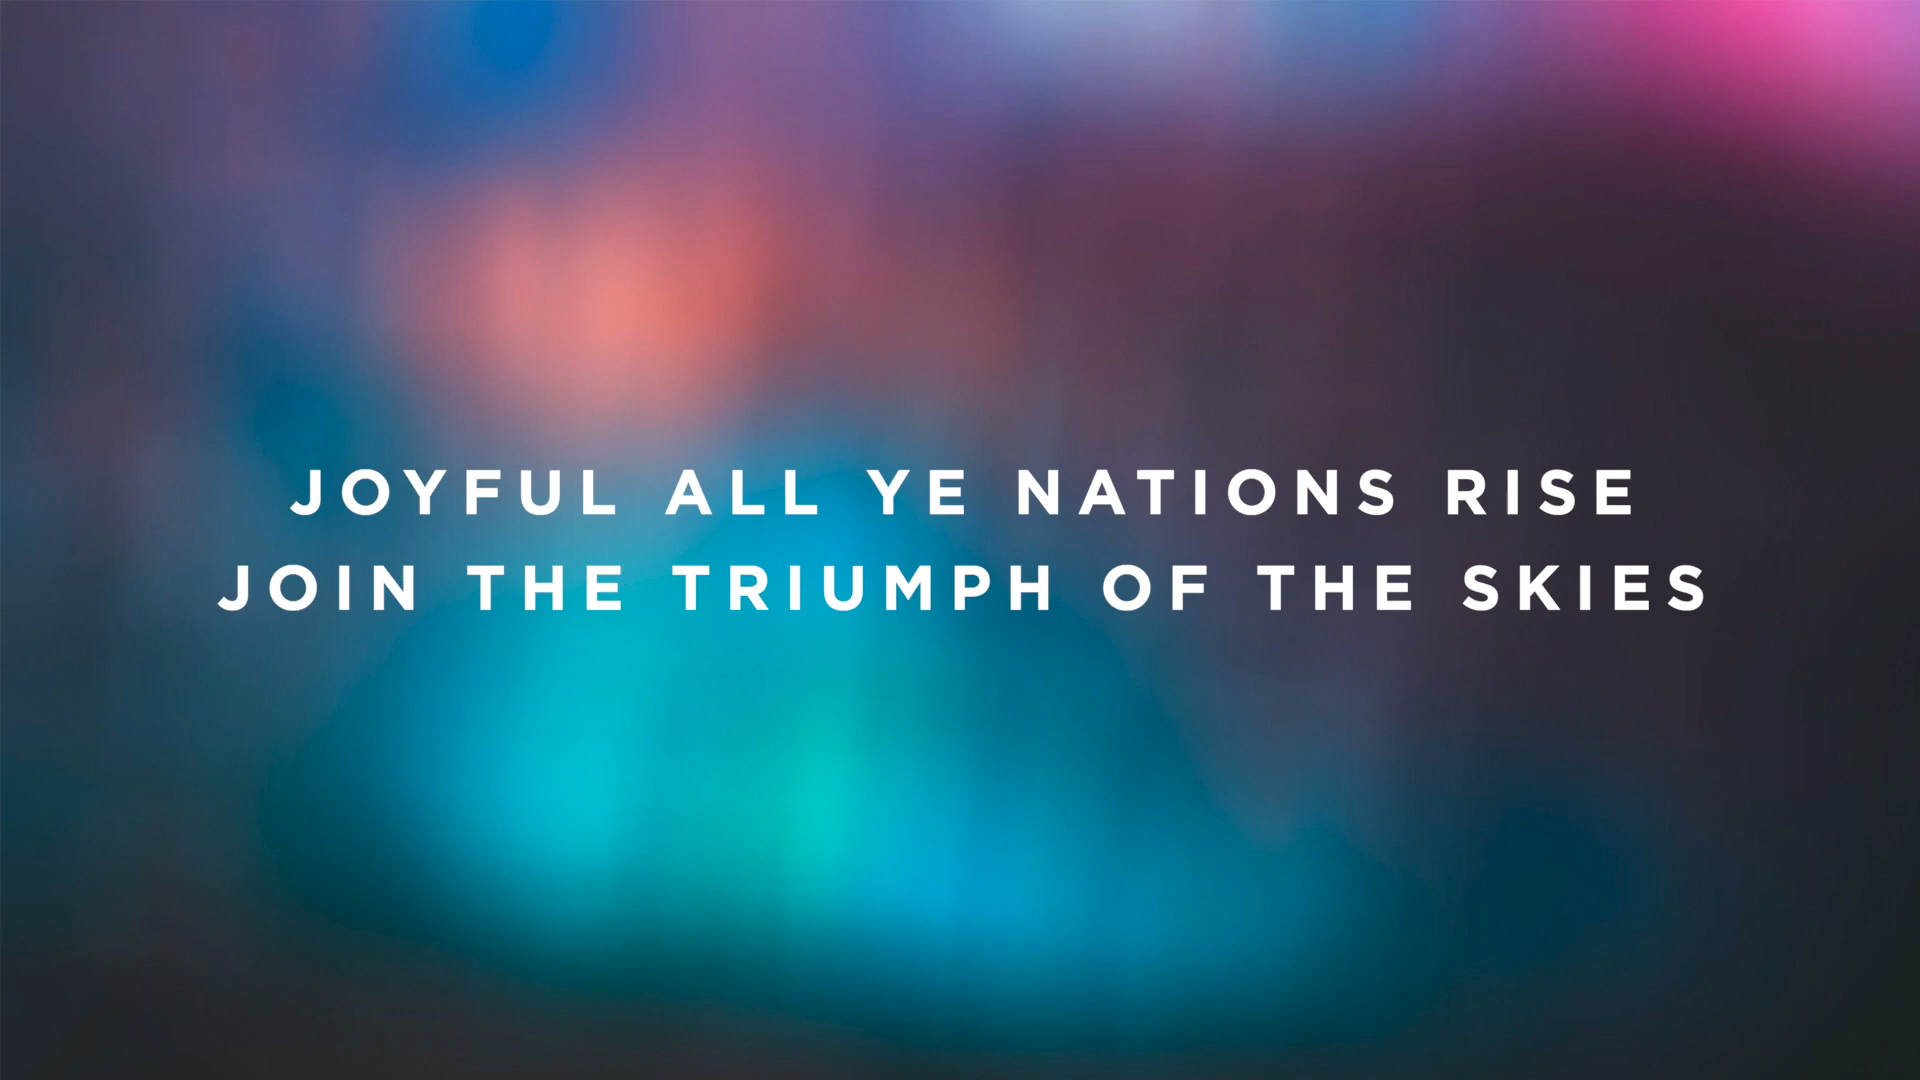 JOYFUL ALL YE NATIONS RISE
JOIN THE TRIUMPH OF THE SKIES